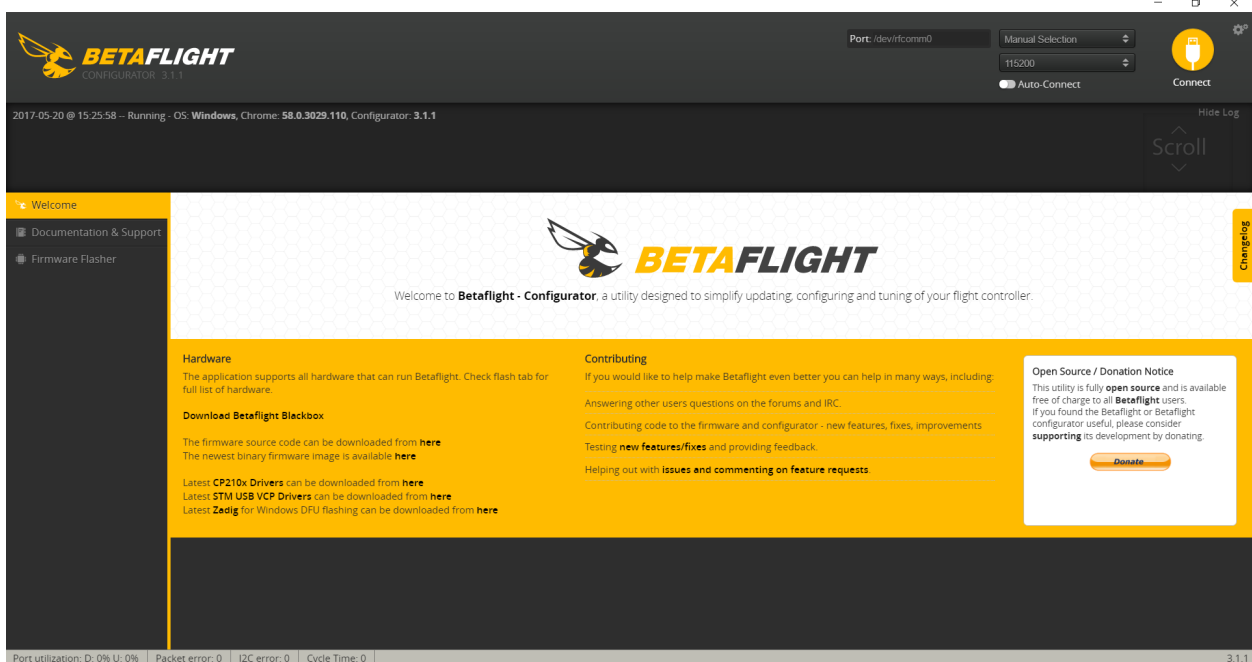 BETAFLIGHT
CONFIGURATOR 3.1.1
Port: /dev/rfcomm0
Manual Selection
115200
Auto-Connect
Connect
2017-05-20 @ 15:25:58 -- Running - OS: Windows, Chrome: 58.0.3029.110, Configurator: 3.1.1
Hide Log
Scroll
Welcome
Documentation & Support
Firmware Flasher
Changelog
BETAFLIGHT
Welcome to Betaflight - Configurator, a utility designed to simplify updating, configuring and tuning of your flight controller.
Hardware
The application supports all hardware that can run Betaflight. Check flash tab for
full list of hardware.
Download Betaflight Blackbox
The firmware source code can be downloaded from here
The newest binary firmware image is available here
Latest CP210x Drivers can be downloaded from here
Latest STM USB VCP Drivers can be downloaded from here
Latest Zadig for Windows DFU flashing can be downloaded from here
Contributing
If you would like to help make Betaflight even better you can help in many ways, including:
Answering other users questions on the forums and IRC.
Contributing code to the firmware and configurator - new features, fixes, improvements
Testing new features/fixes and providing feedback.
Helping out with issues and commenting on feature requests.
Open Source / Donation Notice
This utility is fully open source and is available
free of charge to all Betaflight users.
If you found the Betaflight or Betaflight
configurator useful, please consider
supporting its development by donating.
Donate
Port utilization: D: 0% U: 0%
Packet error: 0
I2C error: 0
Cycle Time: 0
3.1.1